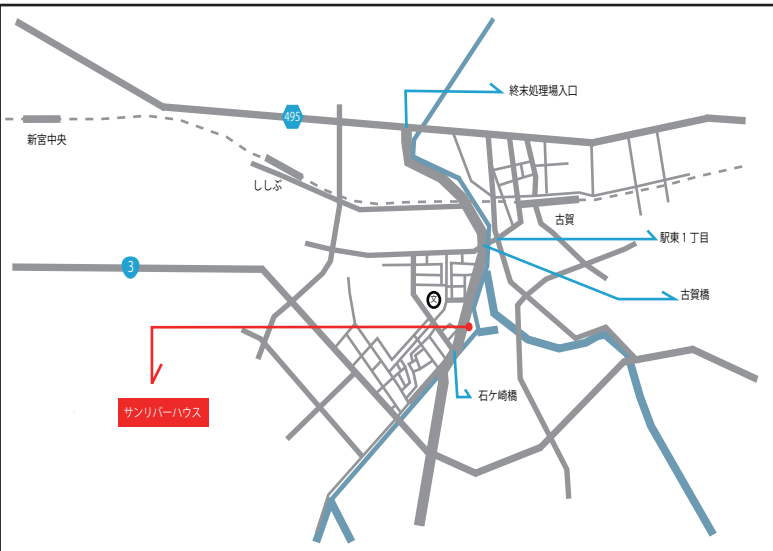 終末処理場入口
495
新宮中央
ししぶ
古賀
駅東1丁目
3
古賀橋
文
石ケ崎橋
サンリバーハウス